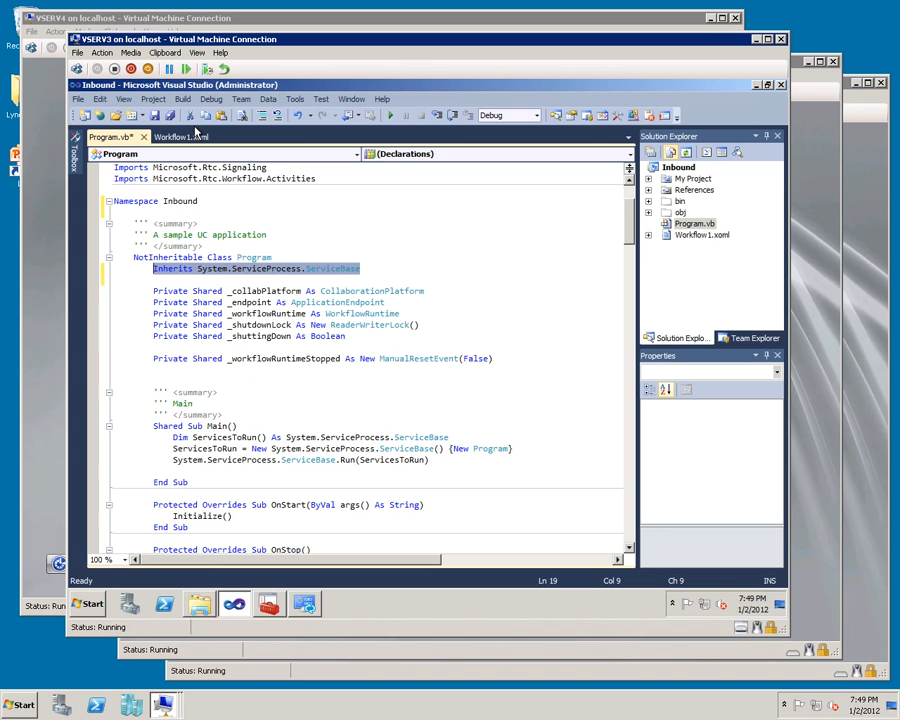 VSERV4 on localhost - Virtual Machine Connection
File Action
Rec
VSERV3 on localhost - Virtual Machine Connection
File Action Media Clipboard View Help
Inbound - Microsoft Visual Studio (Administrator)
File Edit View Project Build Debug Team Data Tools Test Window Help
Debug
Program.vb* Workflow1.xoml
Toolbox
Program (Declarations)
Imports Microsoft.Rtc.Signaling
Imports Microsoft.Rtc.Workflow.Activities
Namespace Inbound
''' <summary>
''' A sample UC application
''' </summary>
NotInheritable Class Program
Inherits System.ServiceProcess.ServiceBase
Private Shared _collabPlatform As CollaborationPlatform
Private Shared _endpoint As ApplicationEndpoint
Private Shared _workflowRuntime As WorkflowRuntime
Private Shared _shutdownLock As New ReaderWriterLock()
Private Shared _shuttingDown As Boolean
Private Shared _workflowRuntimeStopped As New ManualResetEvent(False)
''' <summary>
''' Main
''' </summary>
Shared Sub Main()
Dim ServicesToRun() As System.ServiceProcess.ServiceBase
ServicesToRun = New System.ServiceProcess.ServiceBase() {New Program}
System.ServiceProcess.ServiceBase.Run(ServicesToRun)
End Sub
Protected Overrides Sub OnStart(ByVal args() As String)
Initialize()
End Sub
Protected Overrides Sub OnStop()
100 %
Solution Explorer
Inbound
My Project
References
bin
obj
Program.vb
Workflow1.xoml
Solution Explo... Team Explorer
Properties
Ready Ln 19 Col 9 Ch 9 INS
Start 7:49 PM
1/2/2012
Status: Run
Status: Running
Status: Running
Status: Running
Start 7:49 PM
1/2/2012